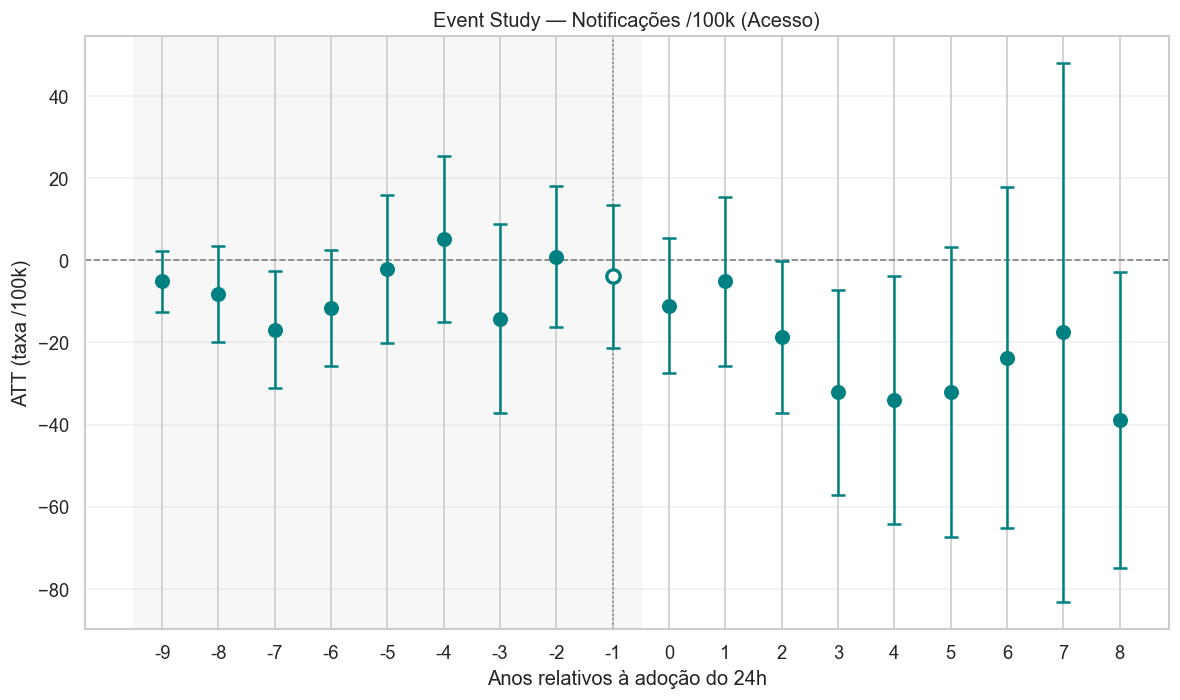 Event Study — Notificações /100k (Acesso)
ATT (taxa /100k)
40
20
0
−20
−40
−60
−80
-9 -8 -7 -6 -5 -4 -3 -2 -1 0 1 2 3 4 5 6 7 8
Anos relativos à adoção do 24h